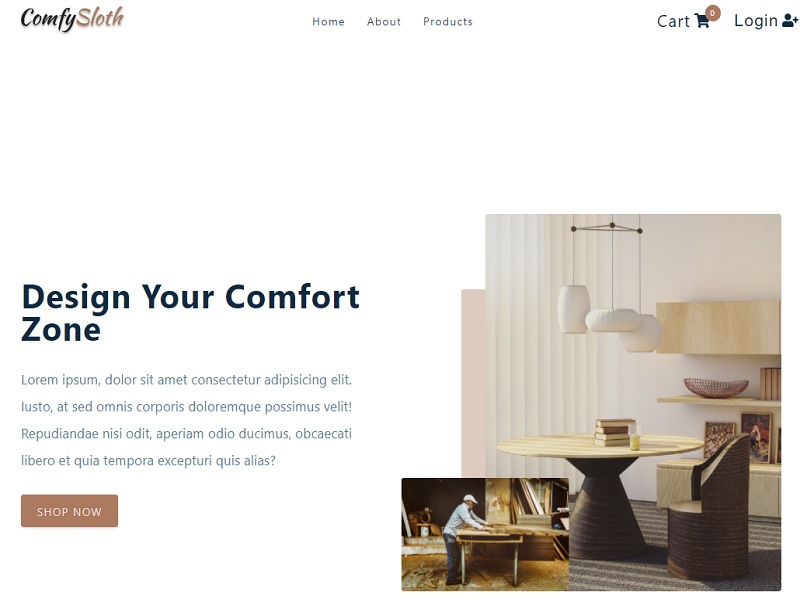 ComfySloth
Home About Products
Cart 0 Login
Design Your Comfort
Zone
Lorem ipsum, dolor sit amet consectetur adipisicing elit.
Iusto, at sed omnis corporis doloremque possimus velit!
Repudiandae nisi odit, aperiam odio ducimus, obcaecati
libero et quia tempora excepturi quis alias?
SHOP NOW